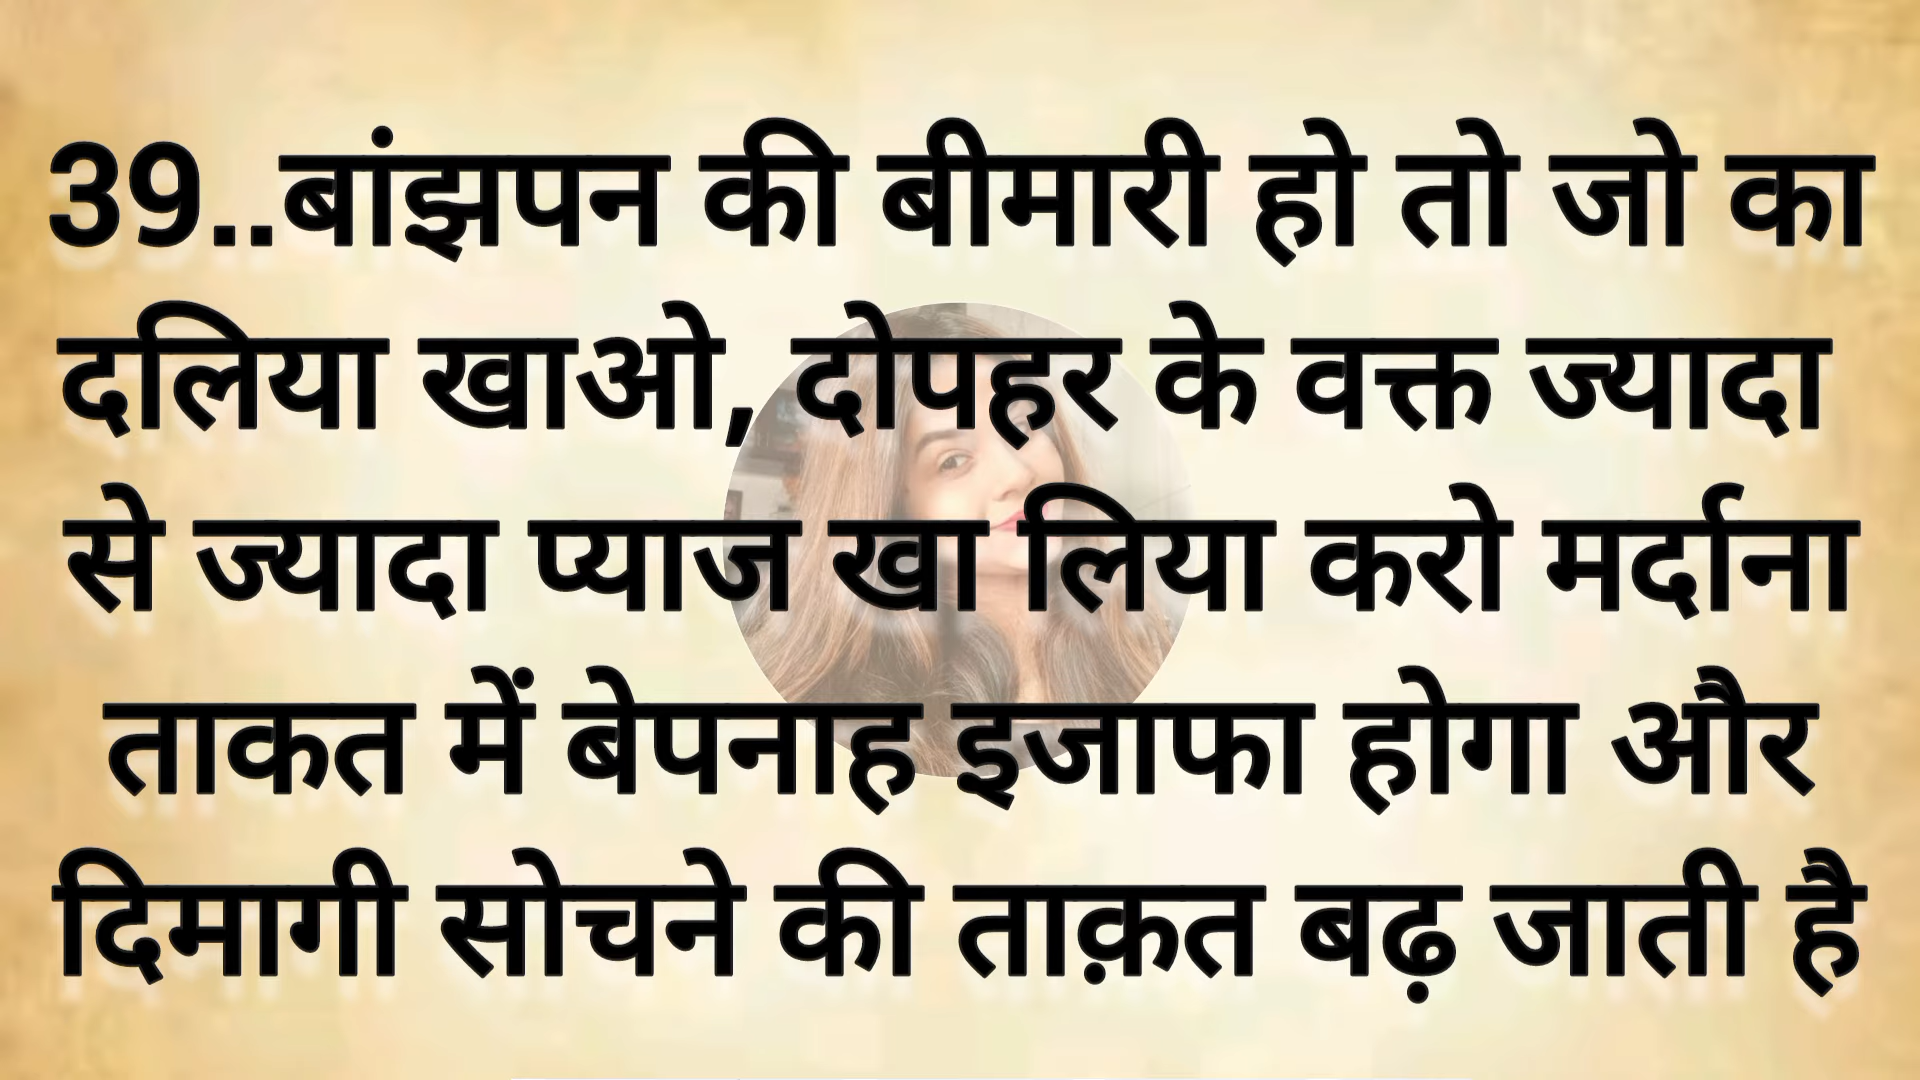 39..बांझपन की बीमारी हो तो जो का
दलिया खाओ, दोपहर के वक्त ज्यादा
से ज्यादा प्याज खा लिया करो मर्दाना
ताकत में बेपनाह इजाफा होगा और
दिमागी सोचने की ताक़त बढ़ जाती है